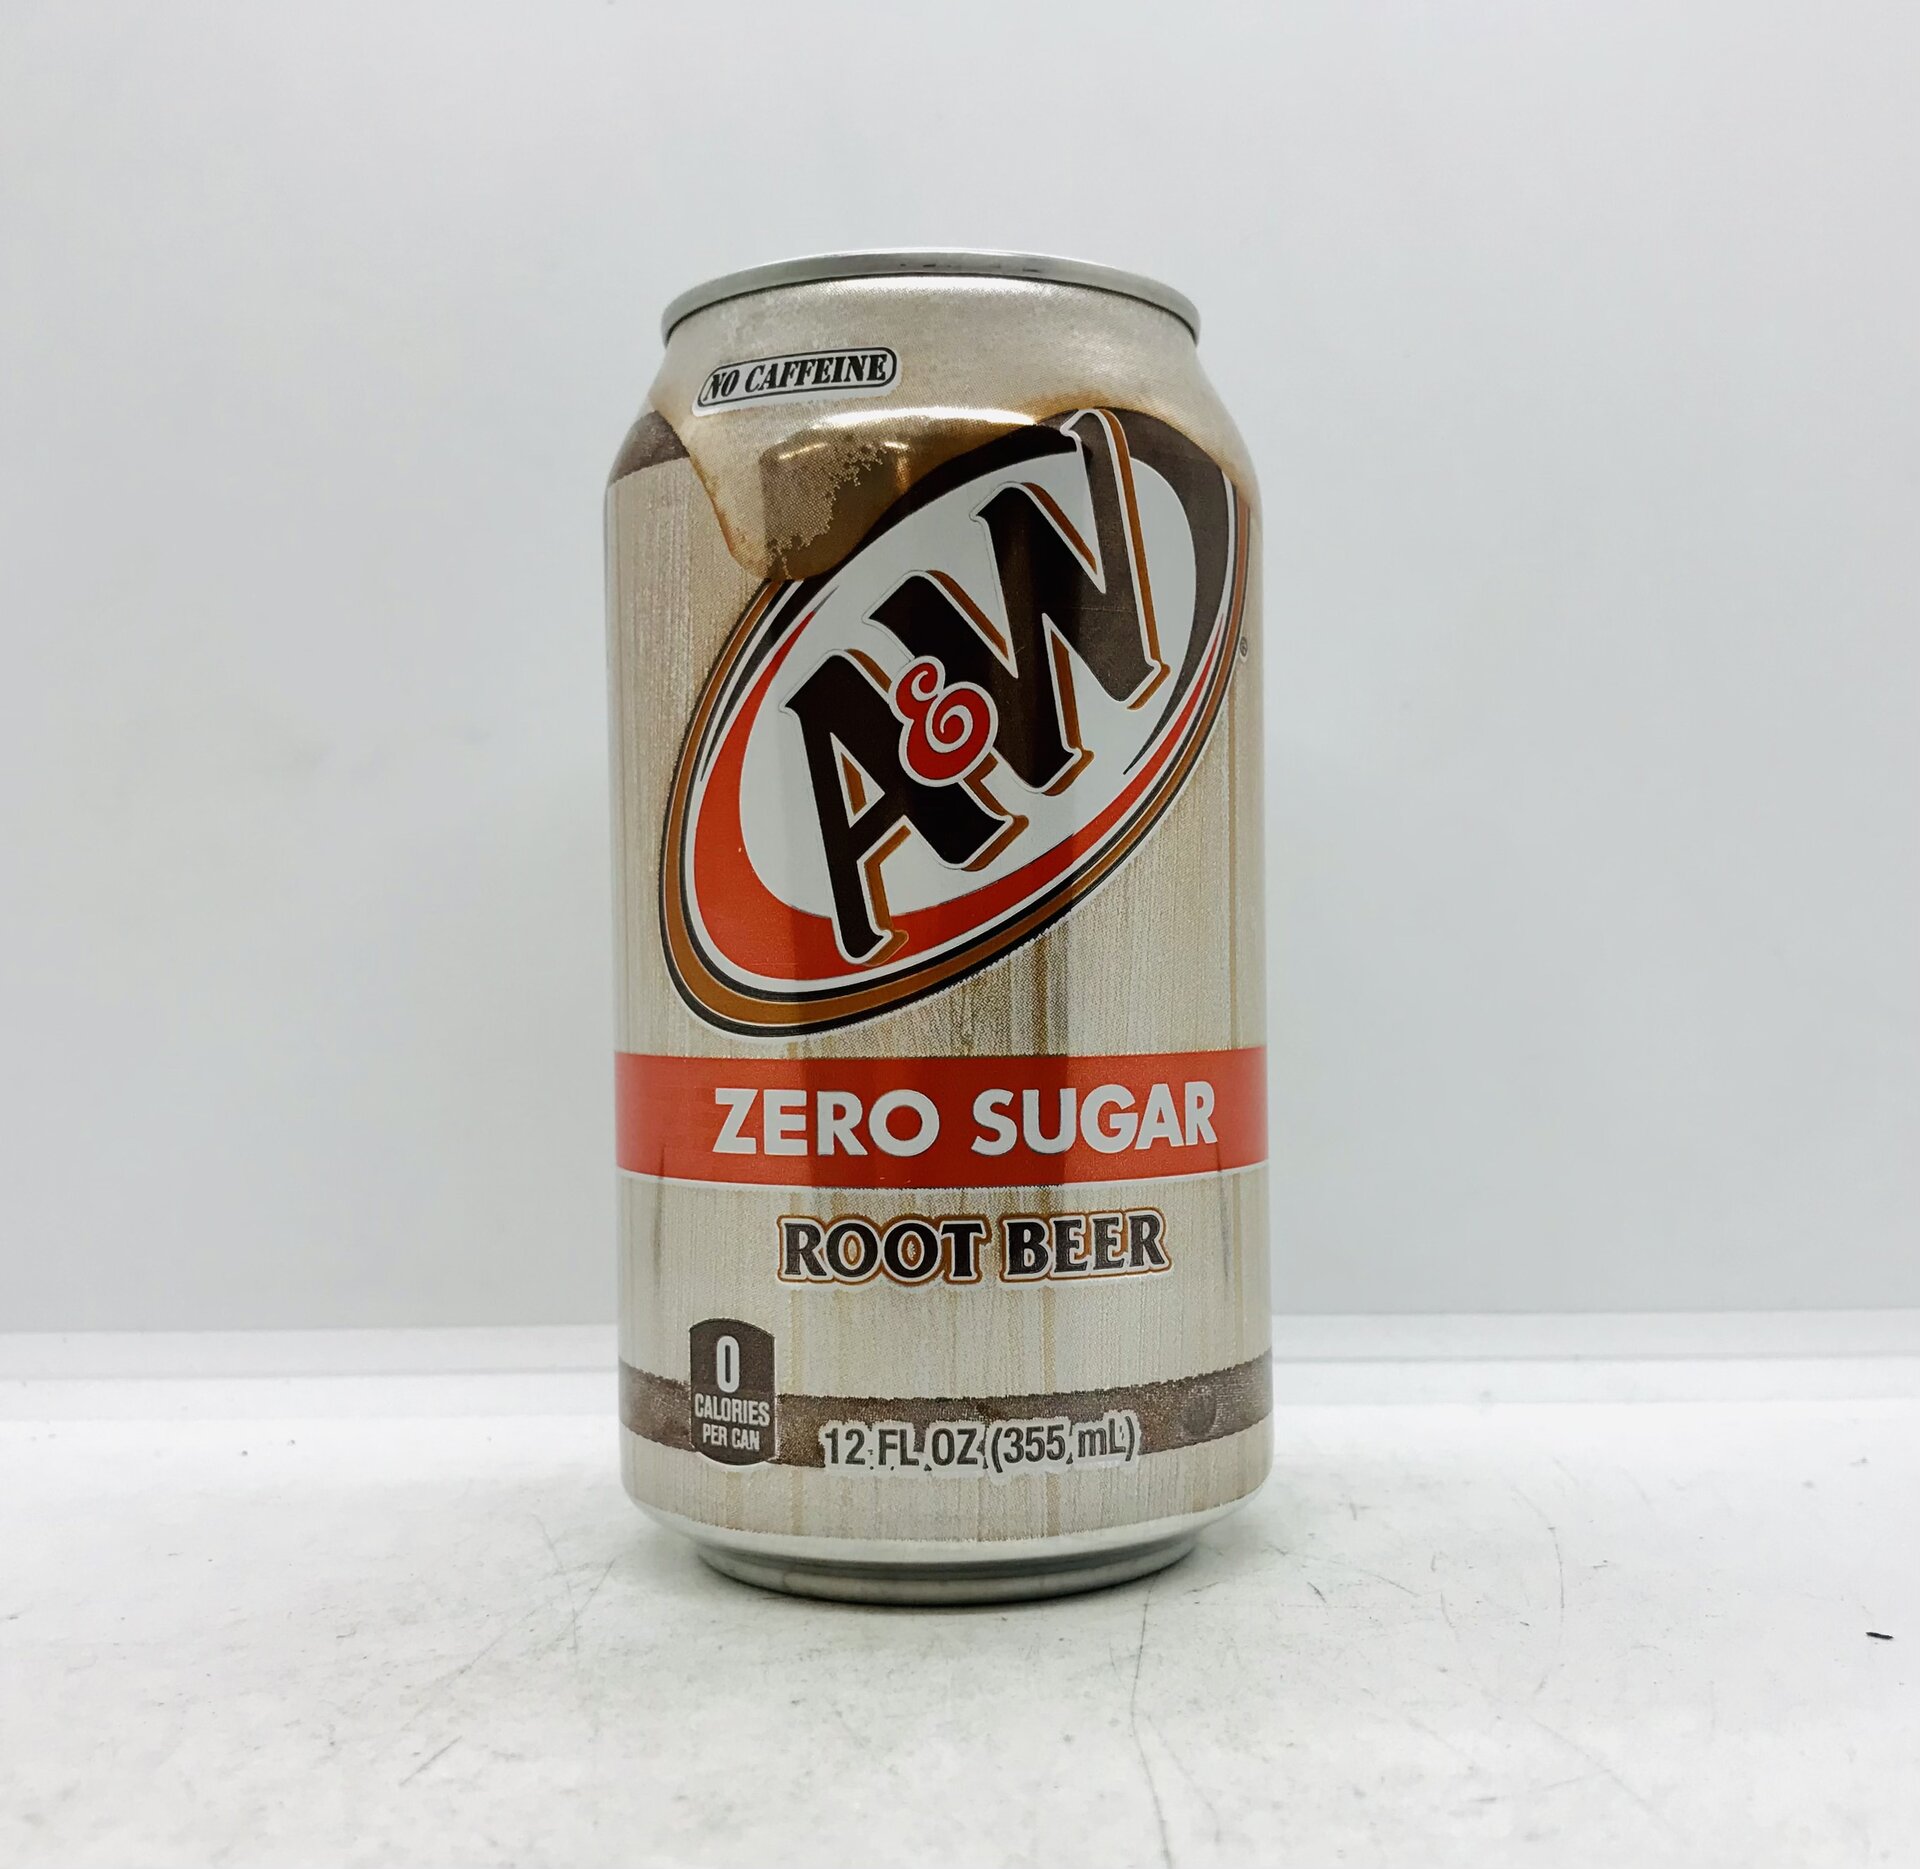 NO CAFFEINE
A&W
®
ZERO SUGAR
ROOT BEER
0
CALORIES
PER CAN
12 FL OZ (355 mL)